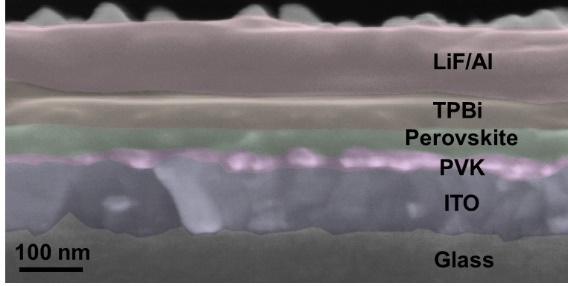 LiF/Al
TPBi
Perovskite
PVK
ITO
100 nm
Glass